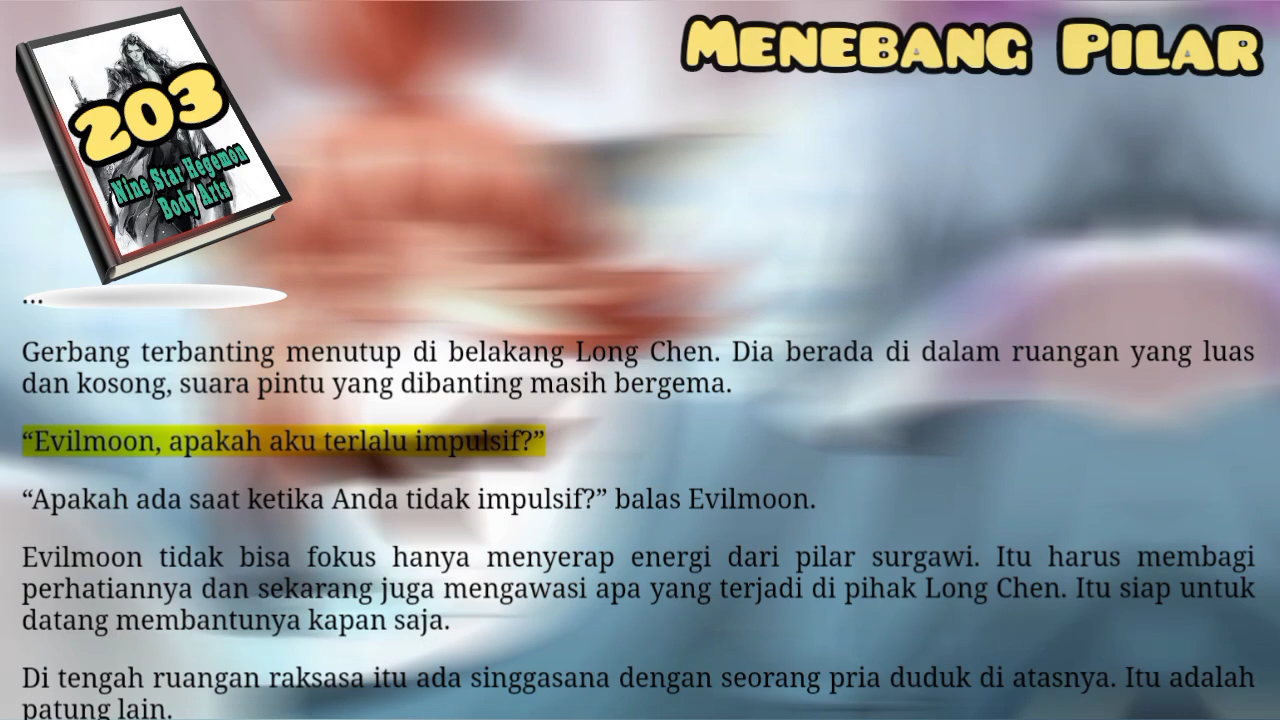 Menebang Pilar
203
Nine Star Hegemon
Body Arts
...
Gerbang terbanting menutup di belakang Long Chen. Dia berada di dalam ruangan yang luas
dan kosong, suara pintu yang dibanting masih bergema.
“Evilmoon, apakah aku terlalu impulsif?”
“Apakah ada saat ketika Anda tidak impulsif?” balas Evilmoon.
Evilmoon tidak bisa fokus hanya menyerap energi dari pilar surgawi. Itu harus membagi
perhatiannya dan sekarang juga mengawasi apa yang terjadi di pihak Long Chen. Itu siap untuk
datang membantunya kapan saja.
Di tengah ruangan raksasa itu ada singgasana dengan seorang pria duduk di atasnya. Itu adalah
patung lain.